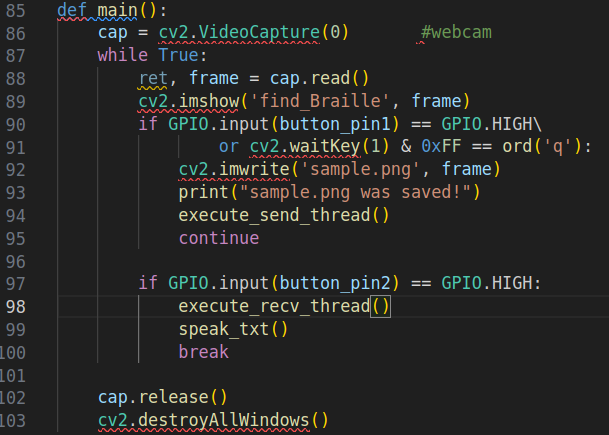 85 def main():
86     cap = cv2.VideoCapture(0)       #webcam
87     while True:
88         ret, frame = cap.read()
89         cv2.imshow('find_Braille', frame)
90         if GPIO.input(button_pin1) == GPIO.HIGH\
91                 or cv2.waitKey(1) & 0xFF == ord('q'):
92             cv2.imwrite('sample.png', frame)
93             print("sample.png was saved!")
94             execute_send_thread()
95             continue
96
97         if GPIO.input(button_pin2) == GPIO.HIGH:
98             execute_recv_thread()
99             speak_txt()
100             break
101
102     cap.release()
103     cv2.destroyAllWindows()